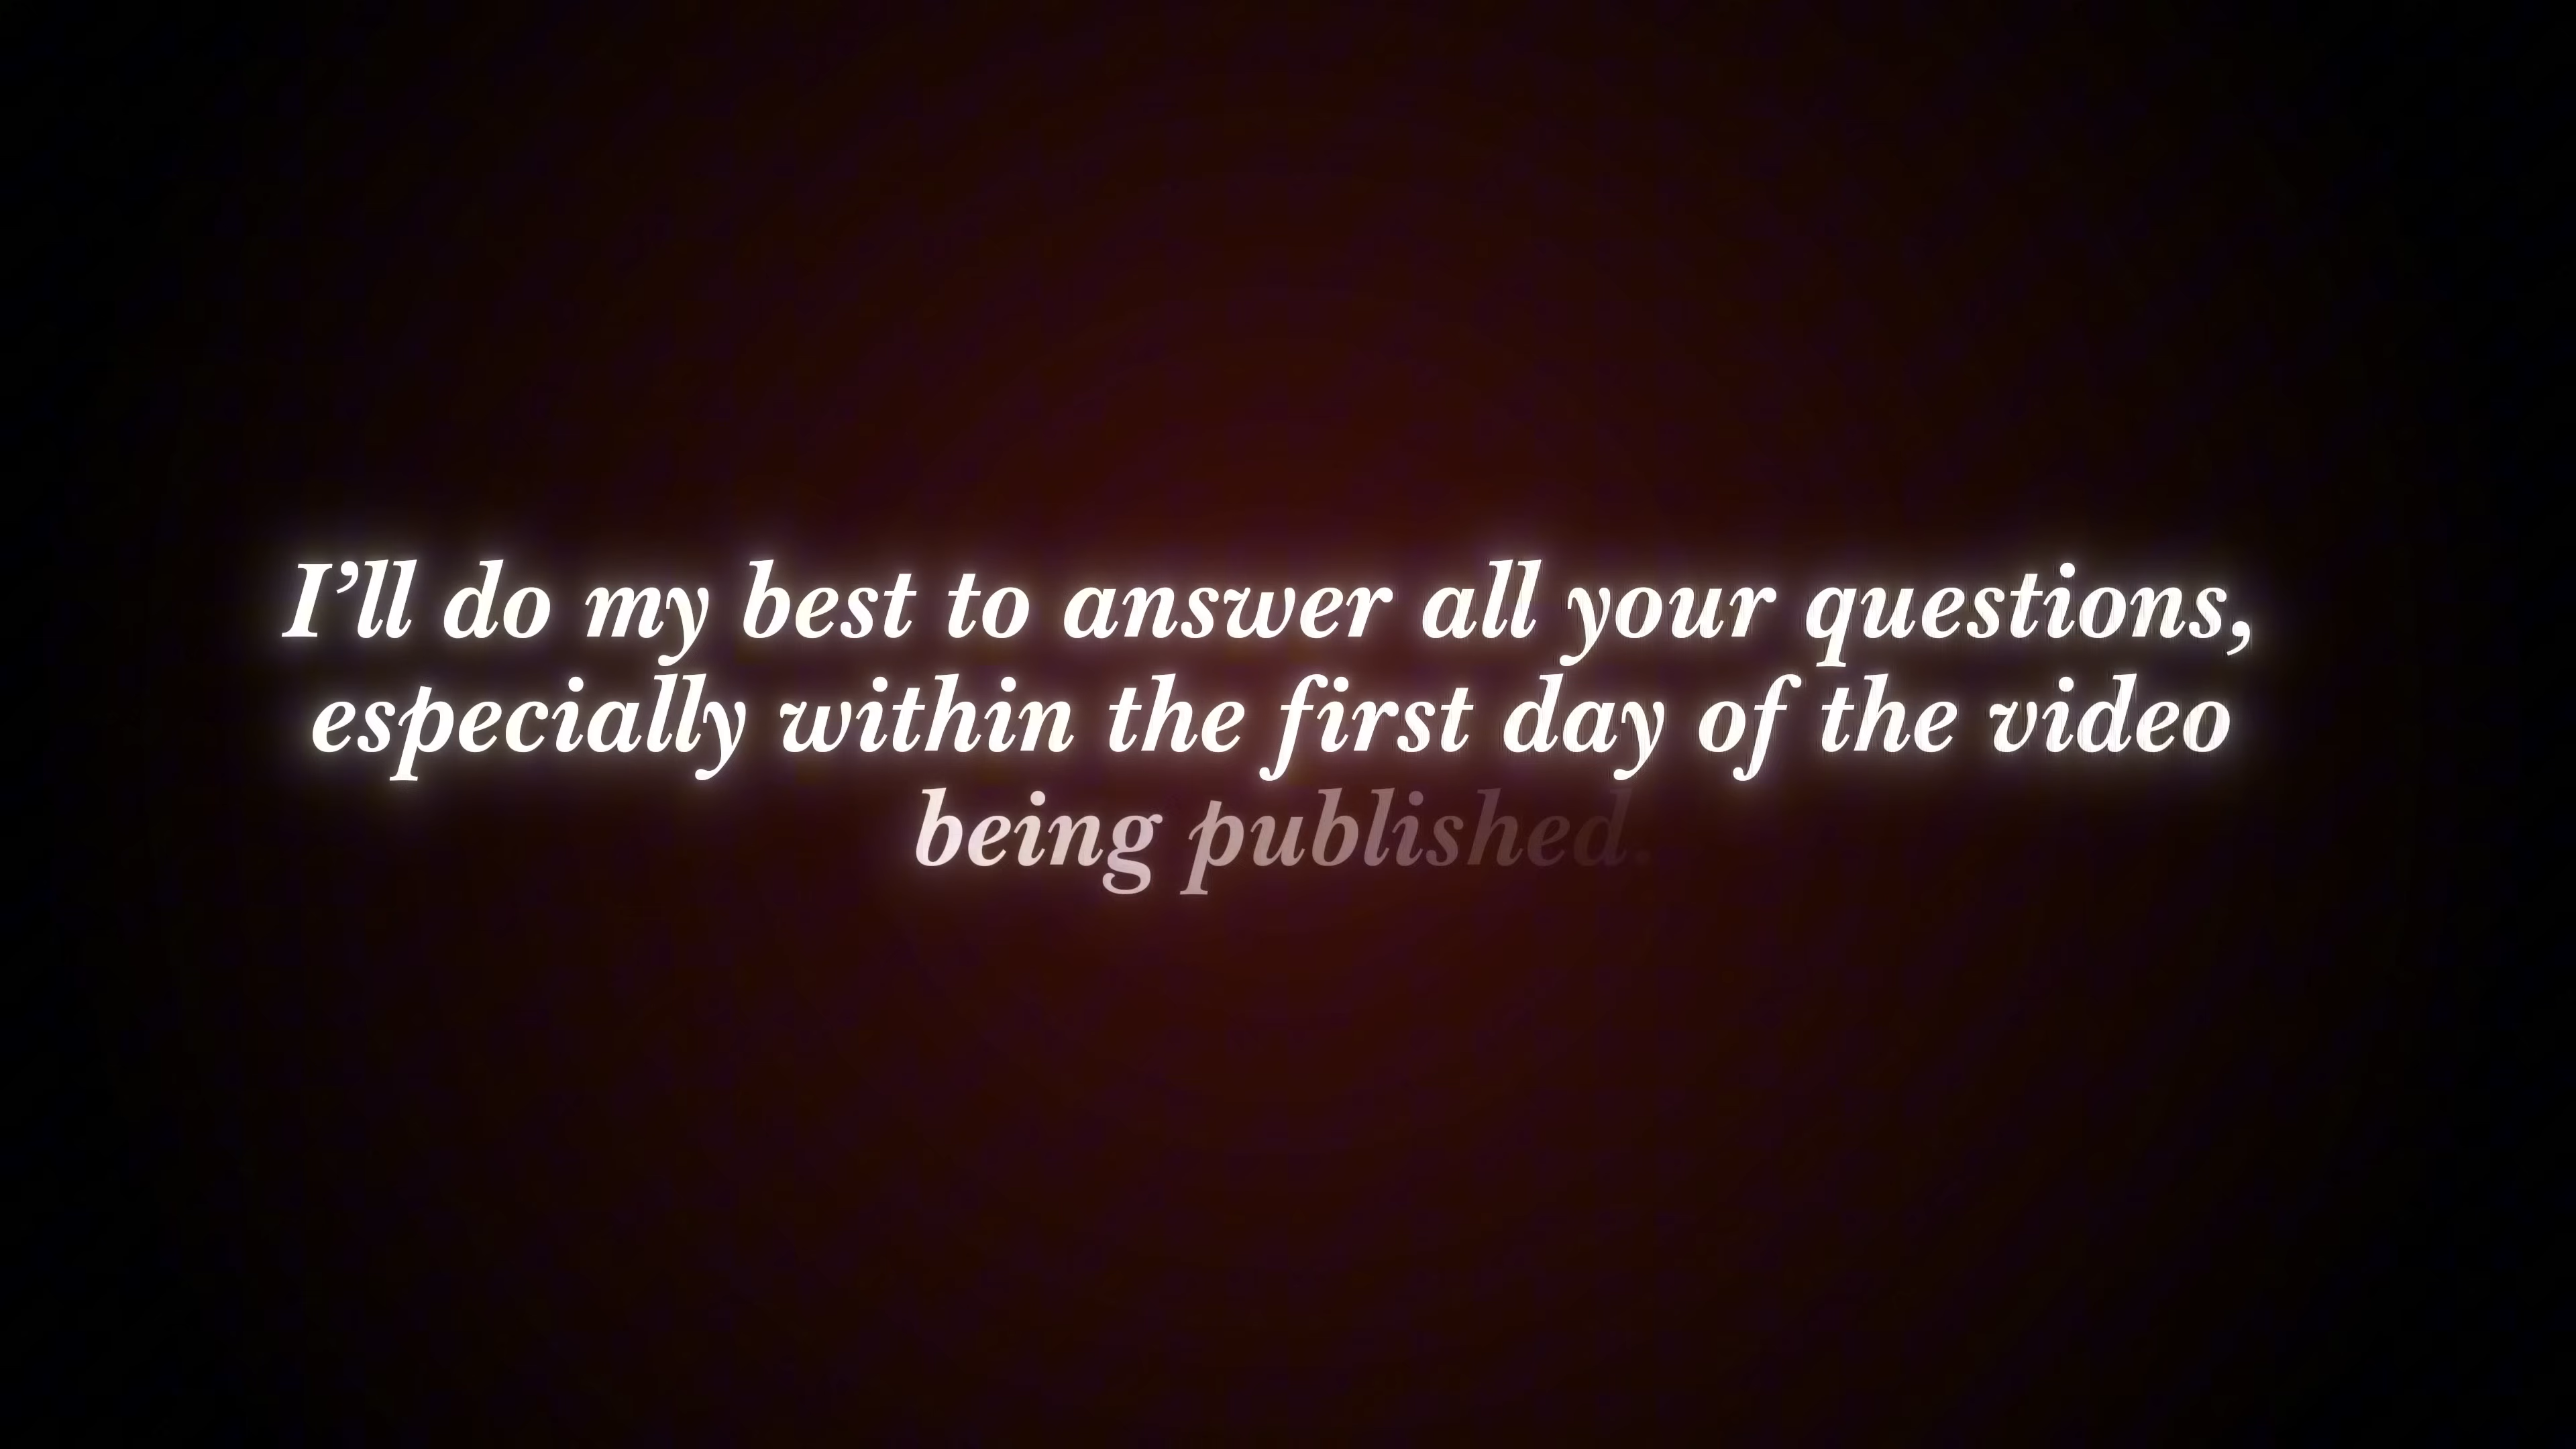 I’ll do my best to answer all your questions,
especially within the first day of the video
being published.